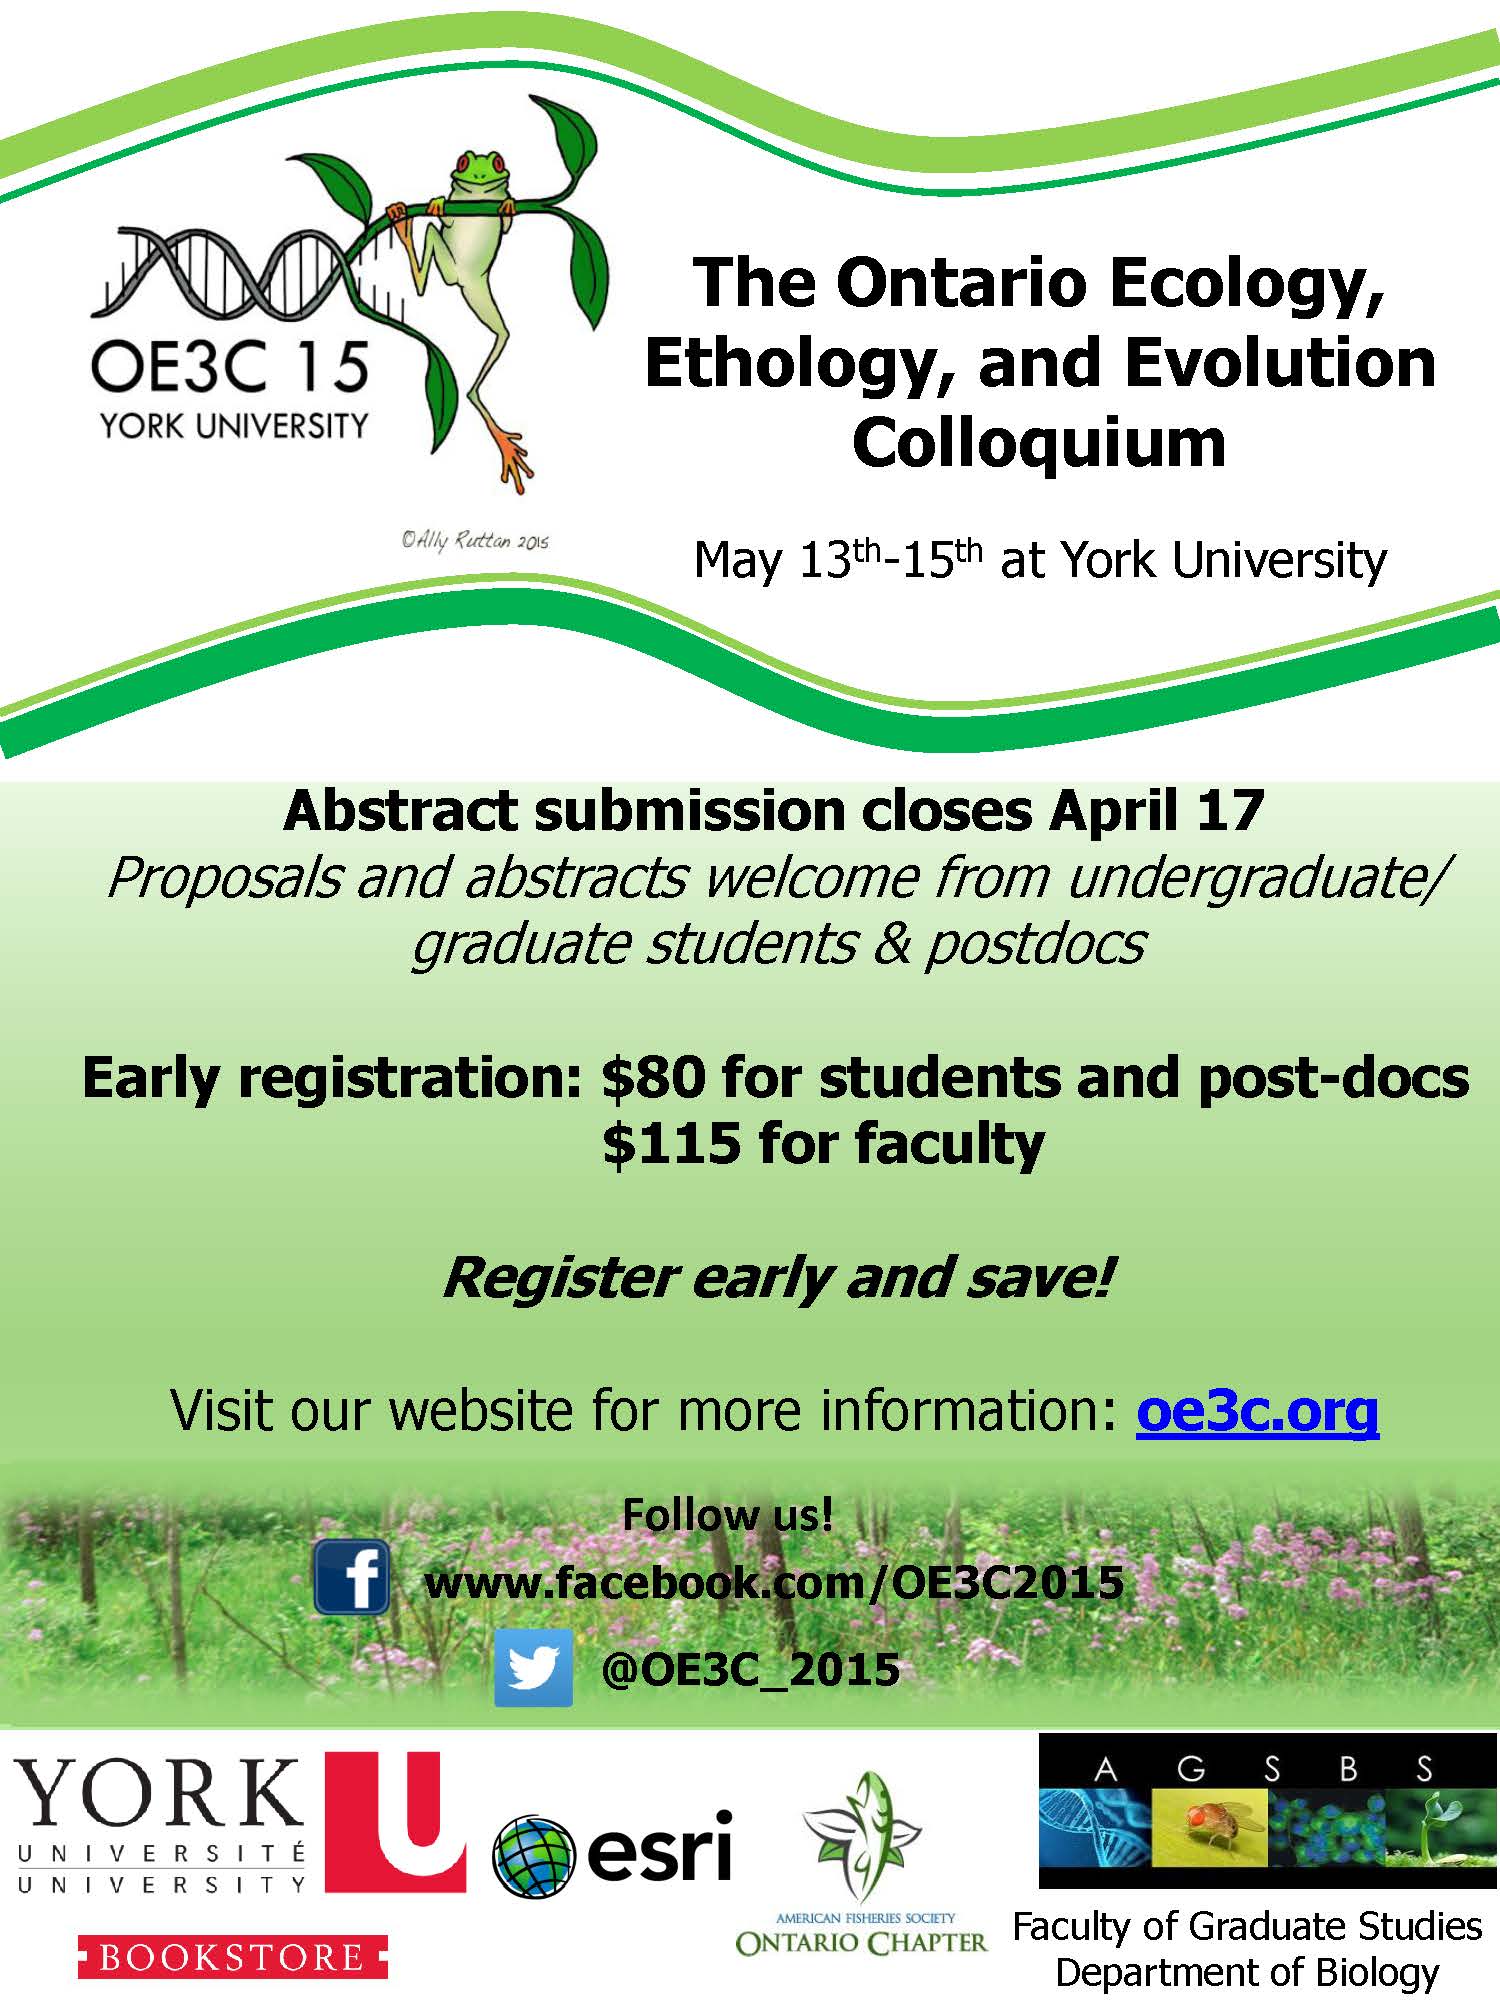 OE3C 15
YORK UNIVERSITY
©Ally Ruttan 2015
The Ontario Ecology,
Ethology, and Evolution
Colloquium
May 13th-15th at York University
Abstract submission closes April 17
Proposals and abstracts welcome from undergraduate/
graduate students & postdocs
Early registration: $80 for students and post-docs
$115 for faculty
Register early and save!
Visit our website for more information: oe3c.org
Follow us!
f www.facebook.com/OE3C2015
@OE3C_2015
YORK U
UNIVERSITÉ
UNIVERSITY
BOOKSTORE
esri
AMERICAN FISHERIES SOCIETY
ONTARIO CHAPTER
A G S B S
Faculty of Graduate Studies
Department of Biology